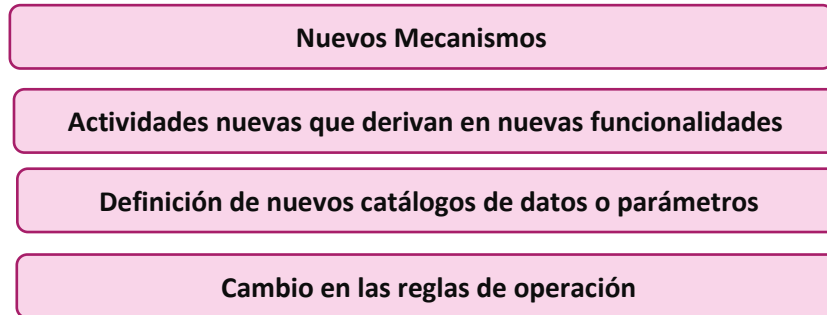 Nuevos Mecanismos
Actividades nuevas que derivan en nuevas funcionalidades
Definición de nuevos catálogos de datos o parámetros
Cambio en las reglas de operación